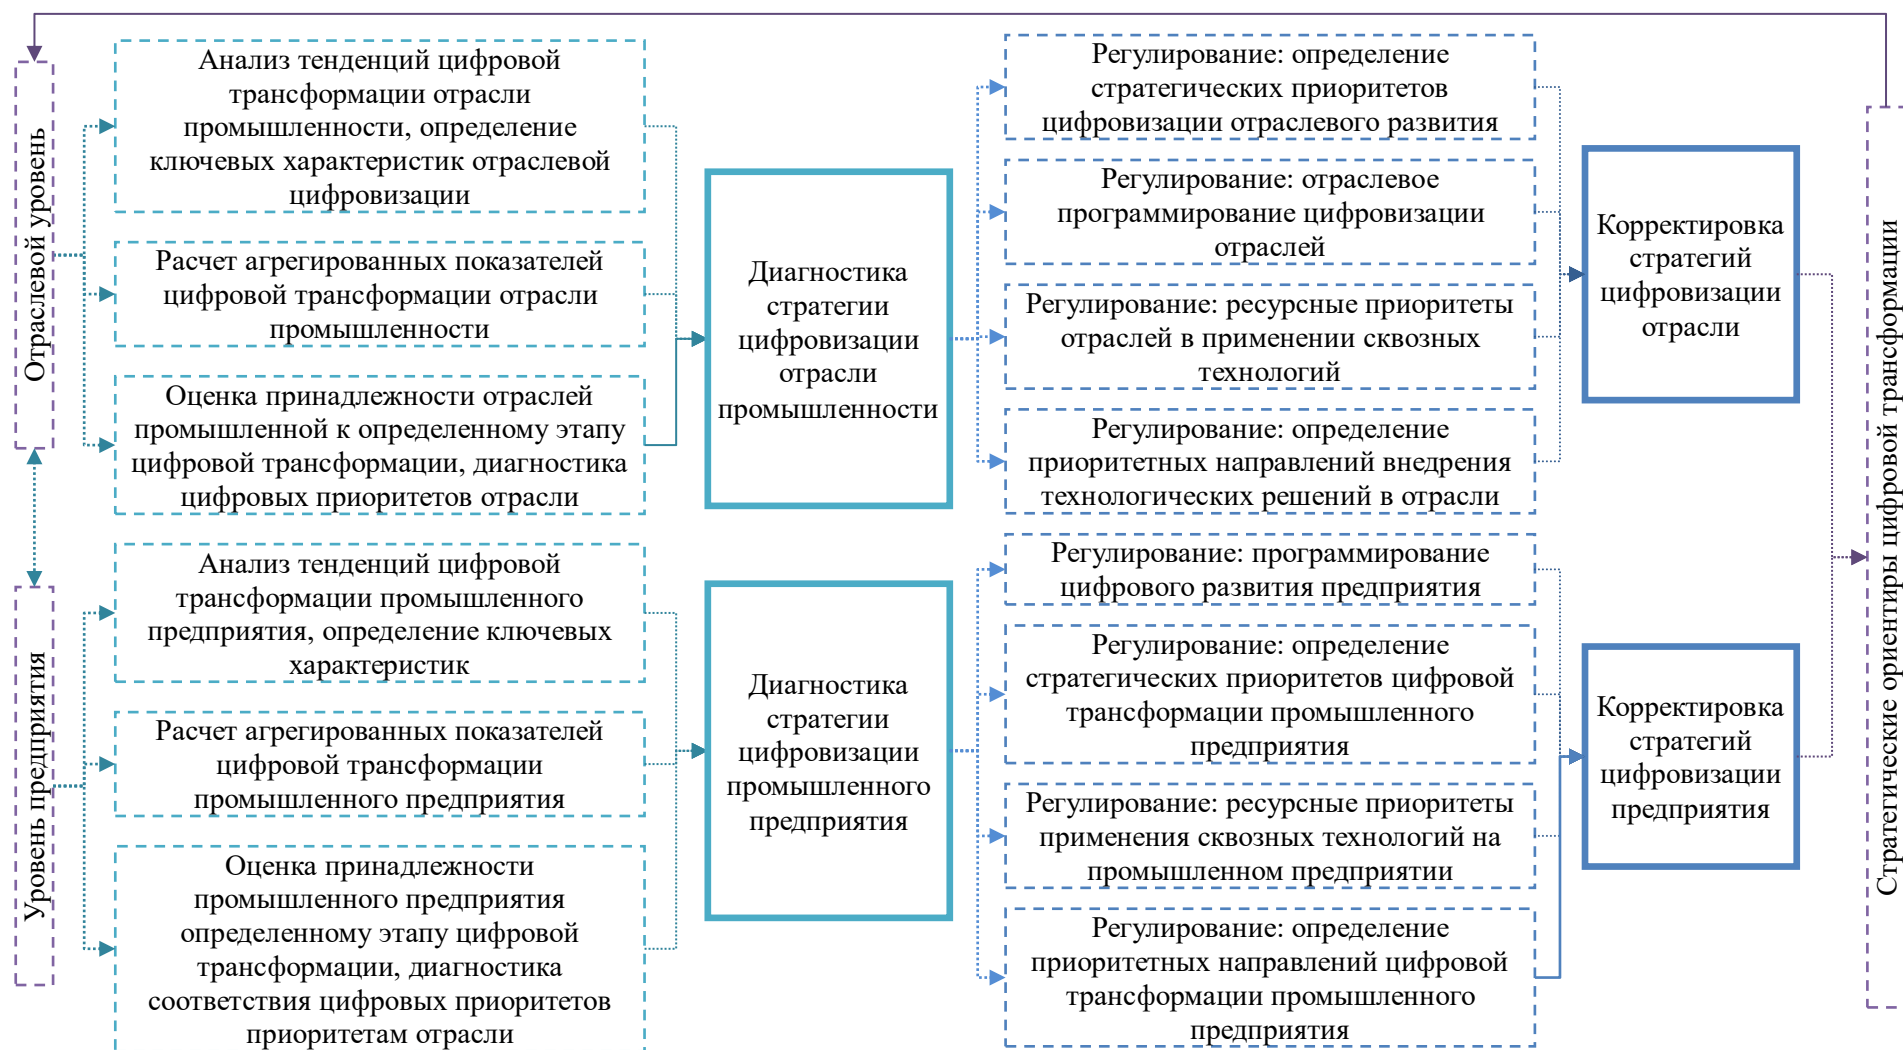 Отраслевой уровень
Анализ тенденций цифровой
трансформации отрасли
промышленности, определение
ключевых характеристик отраслевой
цифровизации
Расчет агрегированных показателей
цифровой трансформации отрасли
промышленности
Оценка принадлежности отраслей
промышленной к определенному этапу
цифровой трансформации, диагностика
цифровых приоритетов отрасли
Диагностика
стратегии
цифровизации
отрасли
промышленности
Регулирование: определение
стратегических приоритетов
цифровизации отраслевого развития
Регулирование: отраслевое
программирование цифровизации
отраслей
Регулирование: ресурсные приоритеты
отраслей в применении сквозных
технологий
Регулирование: определение
приоритетных направлений внедрения
технологических решений в отрасли
Корректировка
стратегий
цифровизации
отрасли
Уровень предприятия
Анализ тенденций цифровой
трансформации промышленного
предприятия, определение ключевых
характеристик
Расчет агрегированных показателей
цифровой трансформации
промышленного предприятия
Оценка принадлежности
промышленного предприятия
определенному этапу цифровой
трансформации, диагностика
соответствия цифровых приоритетов
приоритетам отрасли
Диагностика
стратегии
цифровизации
промышленного
предприятия
Регулирование: программирование
цифрового развития предприятия
Регулирование: определение
стратегических приоритетов цифровой
трансформации промышленного
предприятия
Регулирование: ресурсные приоритеты
применения сквозных технологий на
промышленном предприятии
Регулирование: определение
приоритетных направлений цифровой
трансформации промышленного
предприятия
Корректировка
стратегий
цифровизации
предприятия
Стратегические ориентиры цифровой трансформации